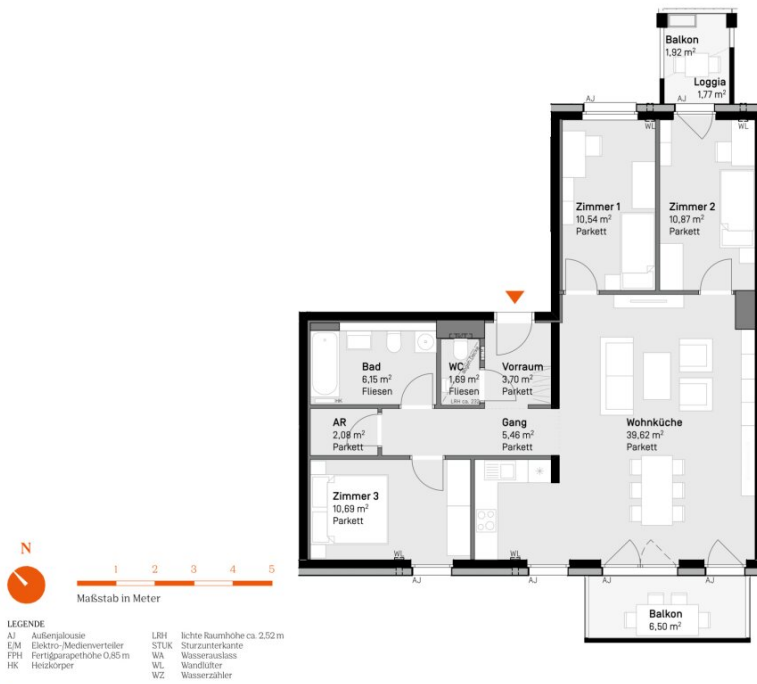 Balkon
1,92 m²
Loggia
1,77 m²
AJ
AJ
WL
WL
Zimmer 1
10,54 m²
Parkett
Zimmer 2
10,87 m²
Parkett
Bad
6,15 m²
Fliesen
HK
WC
1,69 m²
Fliesen
LRH ca. 233
Vorraum
3,70 m²
Parkett
AR
2,08 m²
Parkett
Gang
5,46 m²
Parkett
Wohnküche
39,62 m²
Parkett
Zimmer 3
10,69 m²
Parkett
WL
WL
AJ
AJ
AJ
AJ
Balkon
6,50 m²
N
1 2 3 4 5
Maßstab in Meter
LEGENDE
AJ Außenjalousie
E/M Elektro-/Medienverteiler
FPH Fertigparapethöhe 0,85 m
HK Heizkörper
LRH lichte Raumhöhe ca. 2,52 m
STUK Sturzunterkante
WA Wasserauslass
WL Wandlüfter
WZ Wasserzähler